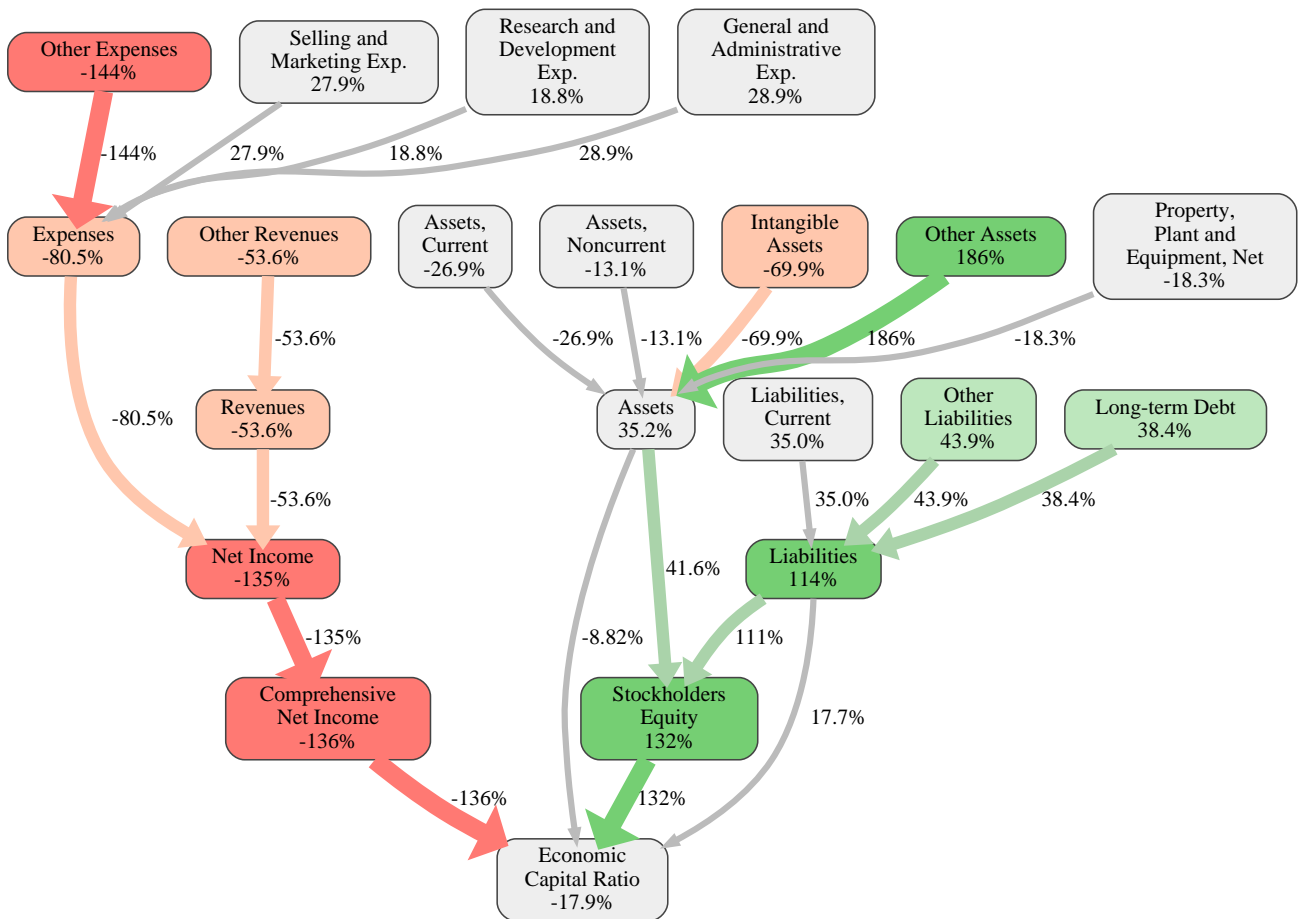 Other Expenses
-144%
Selling and
Marketing Exp.
27.9%
Research and
Development
Exp.
18.8%
General and
Administrative
Exp.
28.9%
-144%
27.9%
18.8%
28.9%
Expenses
-80.5%
Other Revenues
-53.6%
Assets,
Current
-26.9%
Assets,
Noncurrent
-13.1%
Intangible
Assets
-69.9%
Other Assets
186%
Property,
Plant and
Equipment, Net
-18.3%
-53.6%
-26.9%
-13.1%
-69.9%
186%
-18.3%
-80.5%
Revenues
-53.6%
Assets
35.2%
Liabilities,
Current
35.0%
Other
Liabilities
43.9%
Long-term Debt
38.4%
-53.6%
35.0%
43.9%
38.4%
Net Income
-135%
41.6%
Liabilities
114%
-135%
-8.82%
111%
Comprehensive
Net Income
-136%
Stockholders
Equity
132%
17.7%
-136%
132%
Economic
Capital Ratio
-17.9%